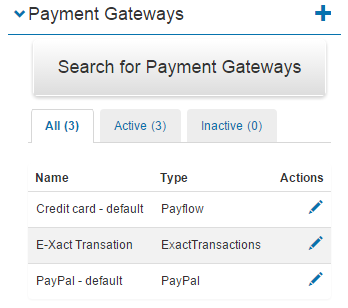 Payment Gateways
Search for Payment Gateways
All (3) Active (3) Inactive (0)
Name Type Actions
Credit card - default Payflow
E-Xact Transation ExactTransactions
PayPal - default PayPal